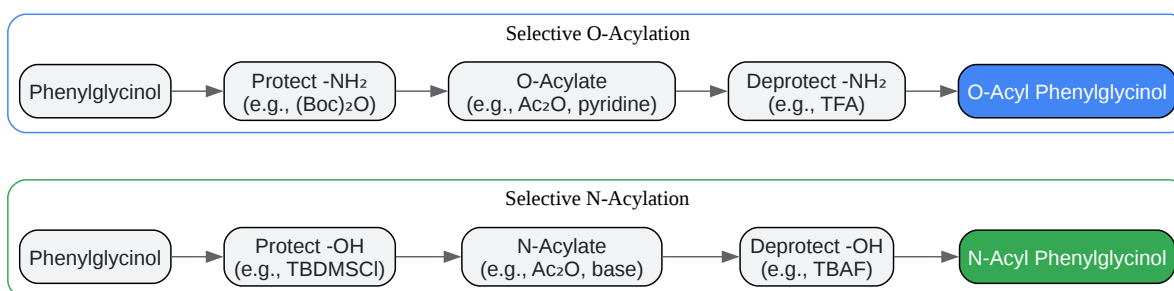 Selective O-Acylation
Phenylglycinol
Protect -NH₂
(e.g., (Boc)₂O)
O-Acylate
(e.g., Ac₂O, pyridine)
Deprotect -NH₂
(e.g., TFA)
O-Acyl Phenylglycinol
Selective N-Acylation
Phenylglycinol
Protect -OH
(e.g., TBDMSCl)
N-Acylate
(e.g., Ac₂O, base)
Deprotect -OH
(e.g., TBAF)
N-Acyl Phenylglycinol